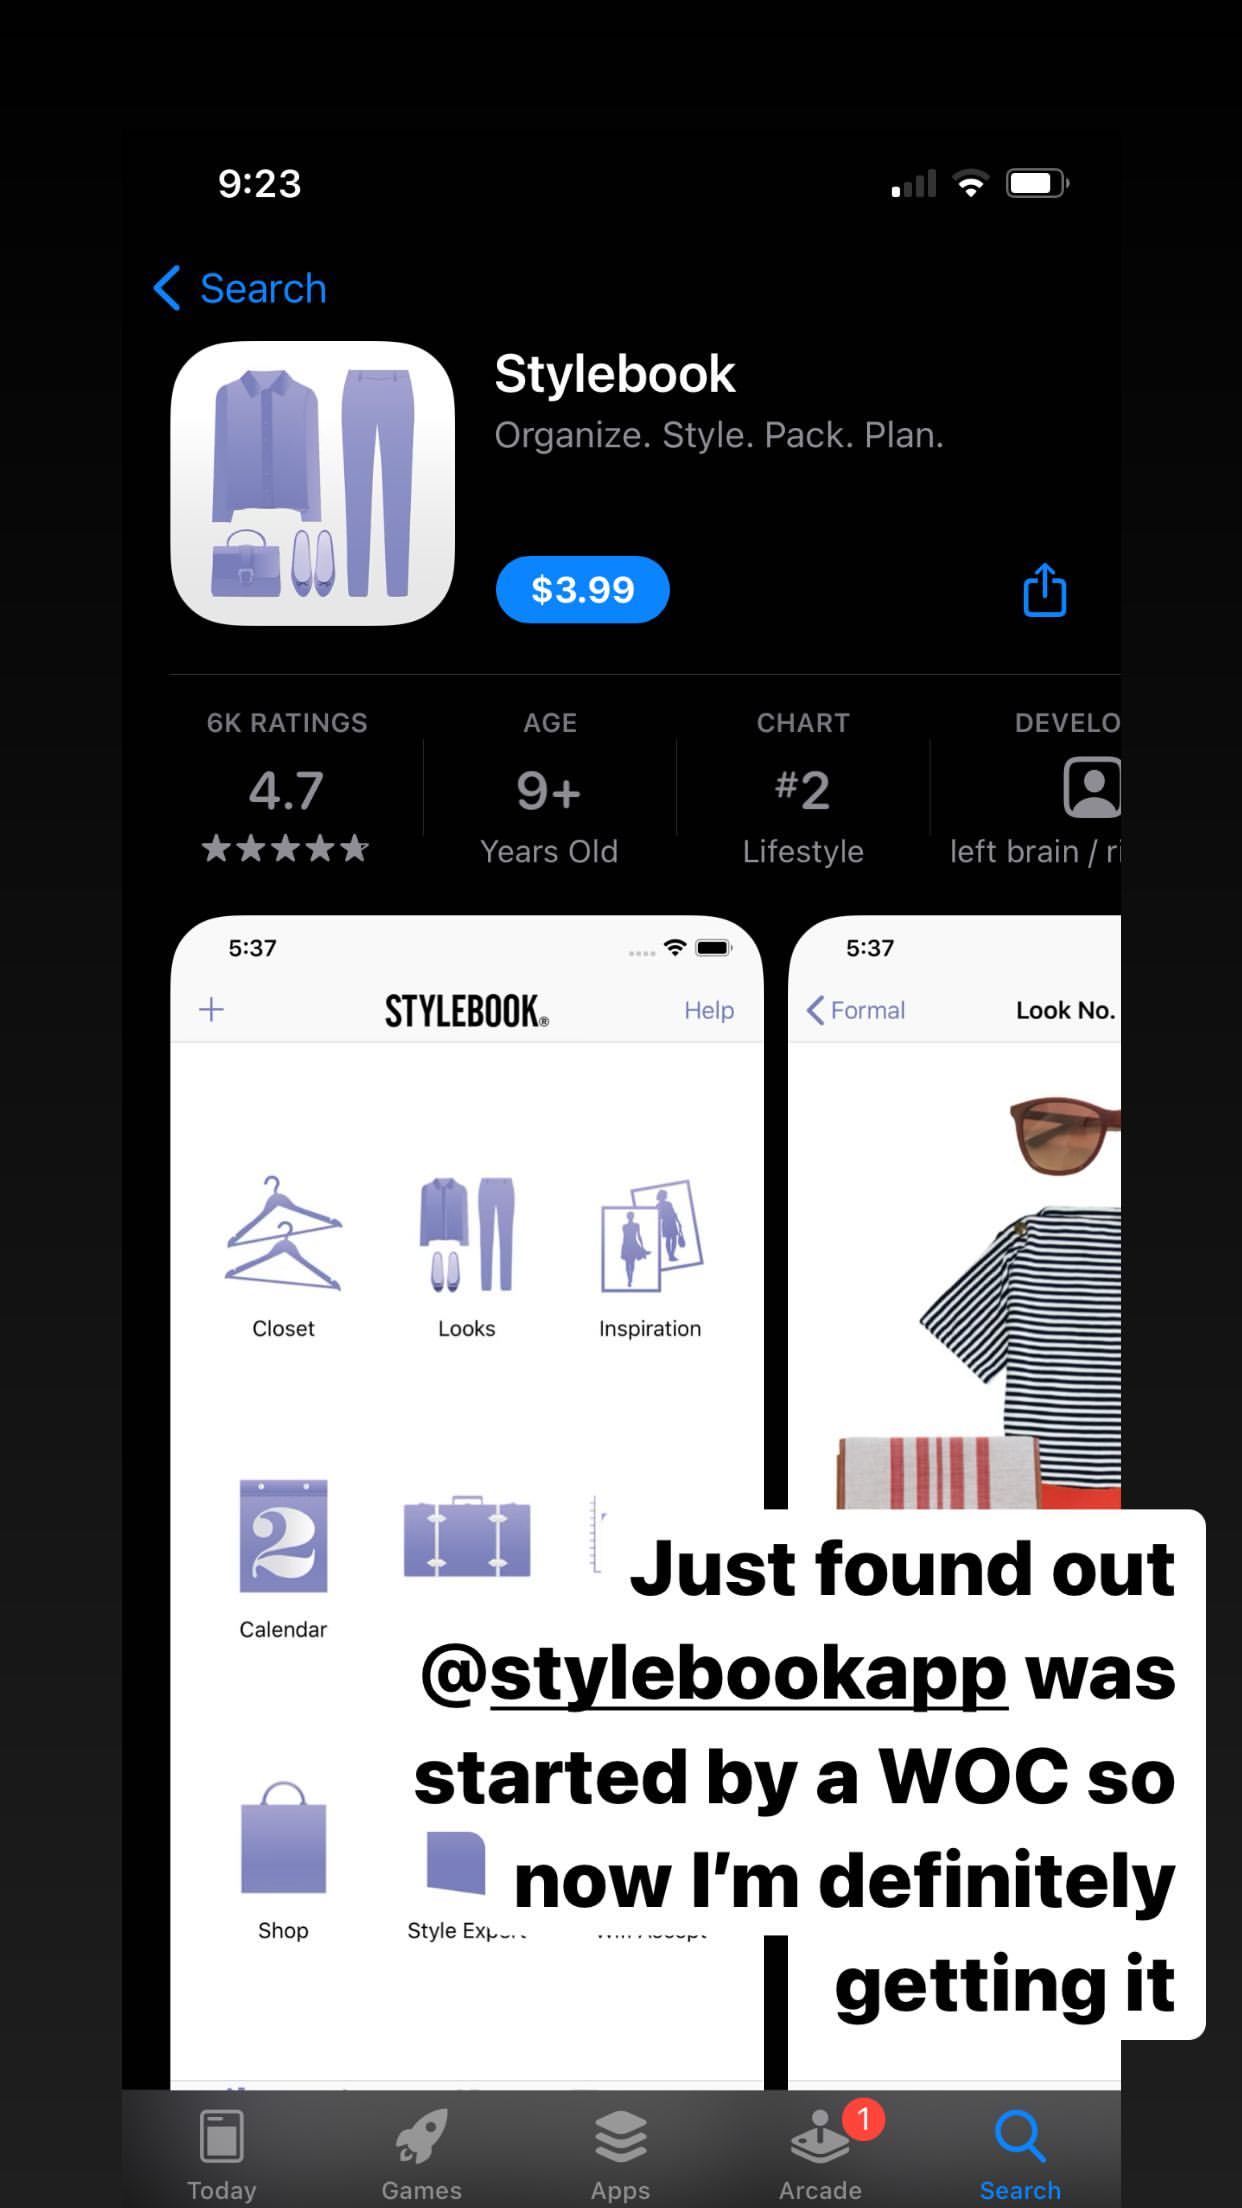 9:23
Search
Stylebook
Organize. Style. Pack. Plan.
$3.99
6K RATINGS
4.7
AGE
9+
Years Old
CHART
#2
Lifestyle
DEVELO
left brain / ri
5:37
STYLEBOOK®
Help
Closet
Looks
Inspiration
2
Calendar
Shop
Style Expert
5:37
Formal
Look No.
Just found out
@stylebookapp was
started by a WOC so
now I'm definitely
getting it
Today
Games
Apps
Arcade
1
Search